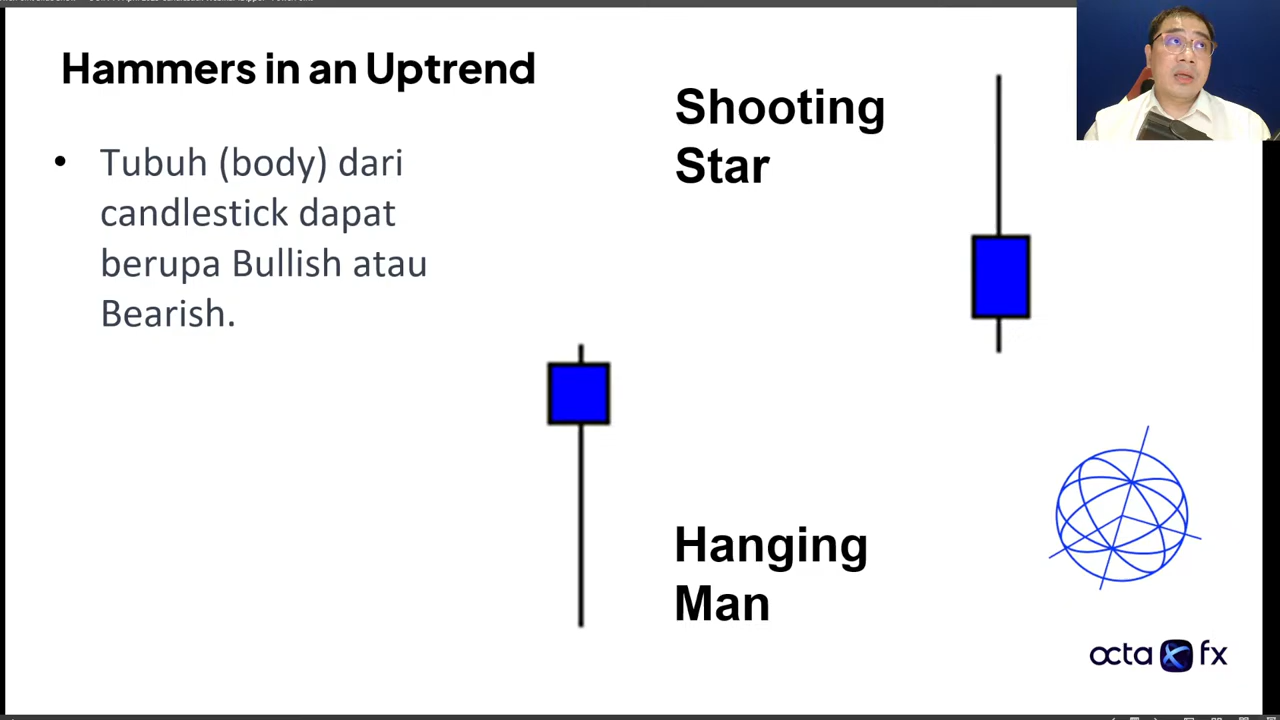 Hammers in an Uptrend
• Tubuh (body) dari
candlestick dapat
berupa Bullish atau
Bearish.
Shooting
Star
Hanging
Man
octa fx